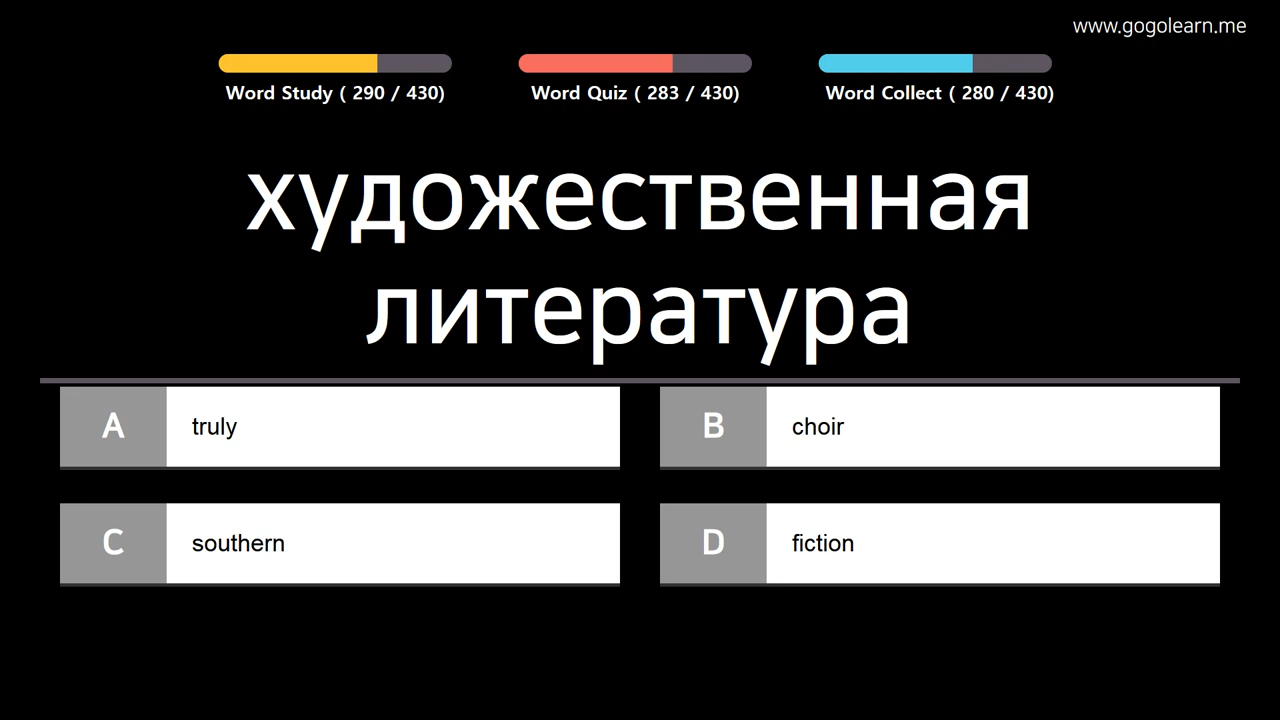 www.gogolearn.me
Word Study ( 290 / 430)
Word Quiz ( 283 / 430)
Word Collect ( 280 / 430)
художественная
литература
A truly
B choir
C southern
D fiction